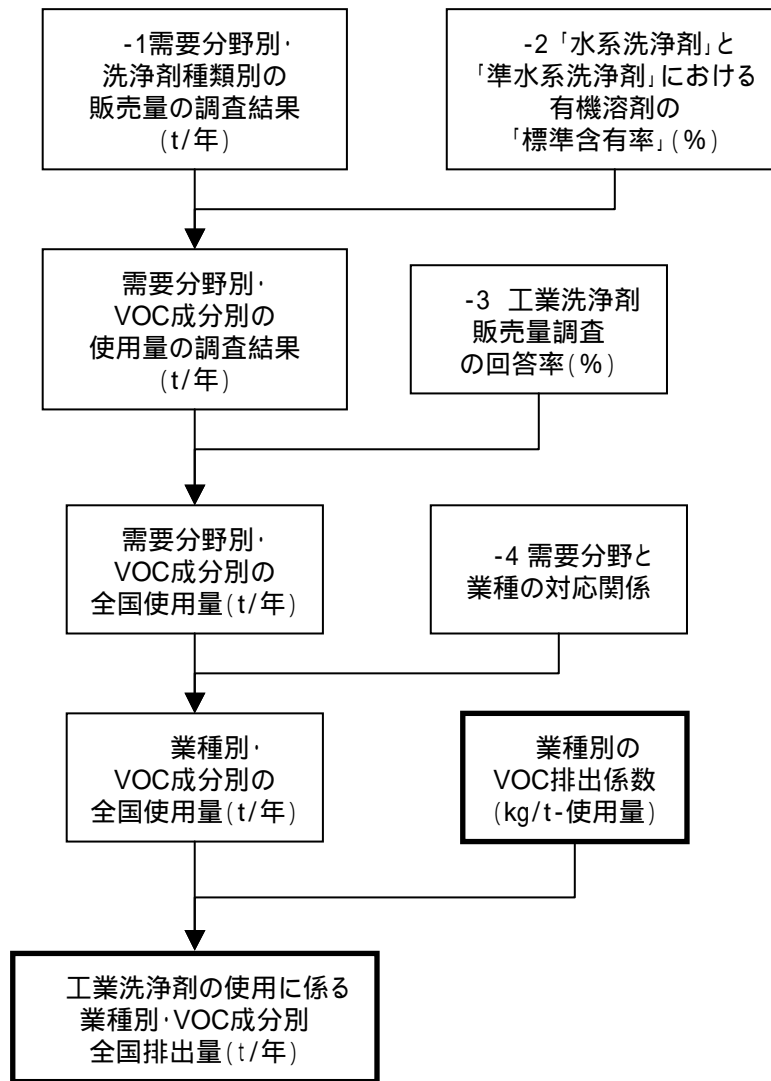 -1需要分野別・
洗浄剤種類別の
販売量の調査結果
(t/年)
-2「水系洗浄剤」と
「準水系洗浄剤」における
有機溶剤の
「標準含有率」(%)
需要分野別・
VOC成分別の
使用量の調査結果
(t/年)
-3 工業洗浄剤
販売量調査
の回答率(%)
需要分野別・
VOC成分別の
全国使用量(t/年)
-4 需要分野と
業種の対応関係
業種別・
VOC成分別の
全国使用量(t/年)
業種別の
VOC排出係数
(kg/t-使用量)
工業洗浄剤の使用に係る
業種別・VOC成分別
全国排出量(t/年)